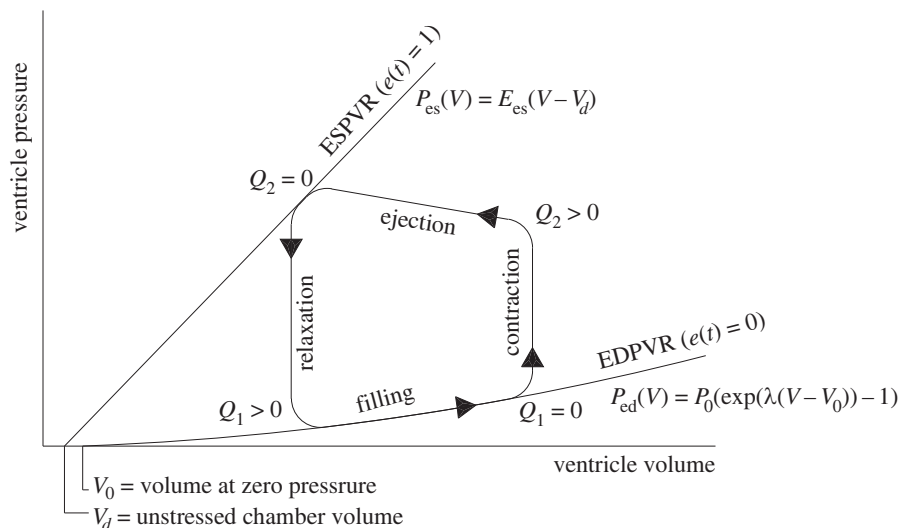 ventricle pressure
ESPVR (e(t) = 1)
P_es(V) = E_es(V – V_d)
Q_2 = 0
ejection
Q_2 > 0
relaxation
contraction
EDPVR (e(t) = 0)
Q_1 > 0
filling
Q_1 = 0
P_ed(V) = P_0(exp(λ(V – V_0)) – 1)
ventricle volume
V_0 = volume at zero pressrure
V_d = unstressed chamber volume